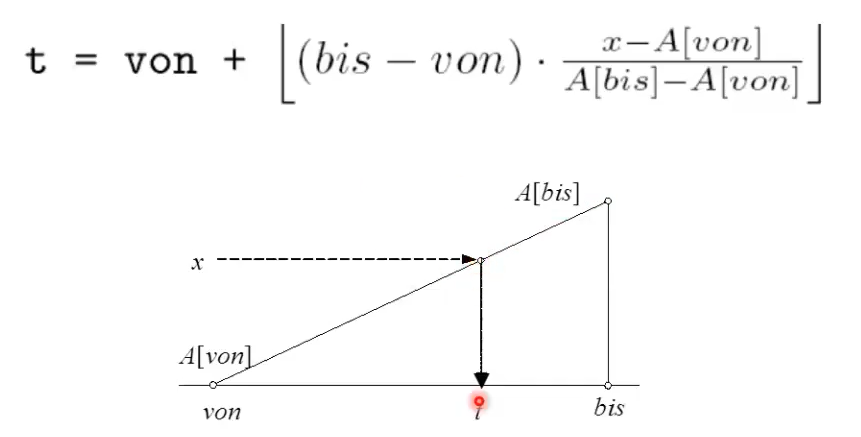 t = von + ⌊(bis − von) · (x−A[von])/(A[bis]−A[von])⌋
A[bis]
x
A[von]
von
bis